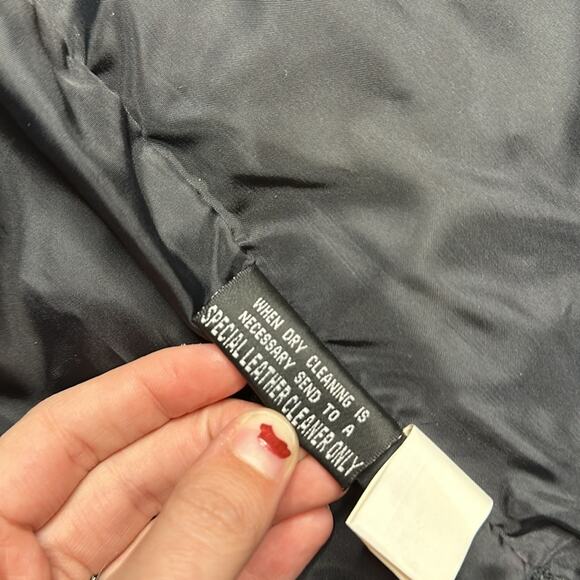 WHEN DRY CLEANING IS
NECESSARY SEND TO A
SPECIAL LEATHER CLEANER ONLY